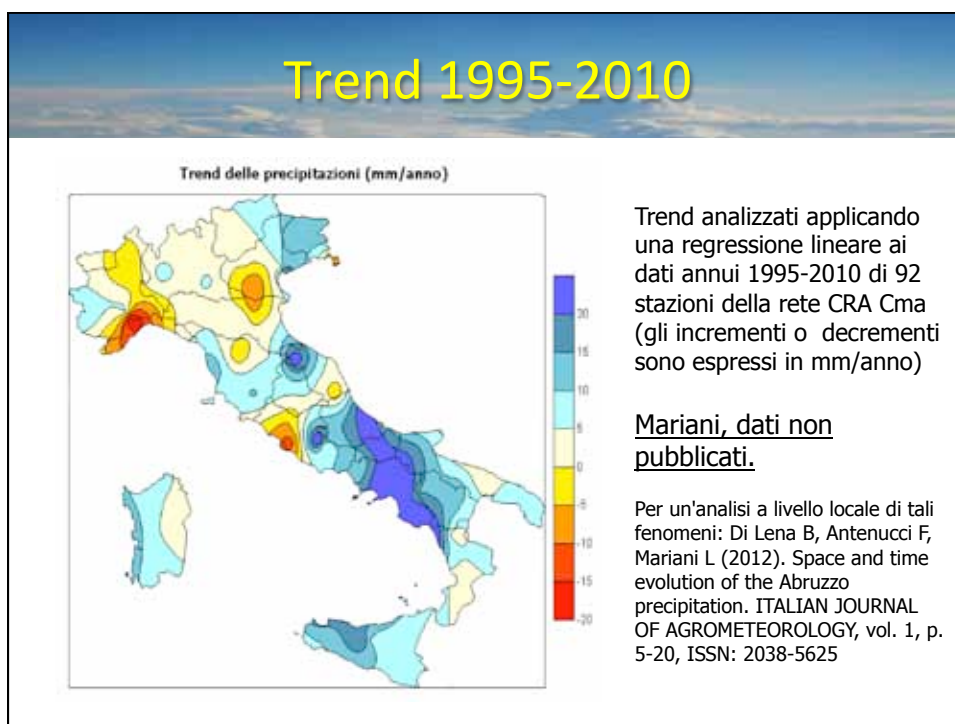 Trend 1995-2010
Trend delle precipitazioni (mm/anno)
20
15
10
5
0
-5
-10
-15
-20
Trend analizzati applicando
una regressione lineare ai
dati annui 1995-2010 di 92
stazioni della rete CRA Cma
(gli incrementi o decrementi
sono espressi in mm/anno)
Mariani, dati non
pubblicati.
Per un'analisi a livello locale di tali
fenomeni: Di Lena B, Antenucci F,
Mariani L (2012). Space and time
evolution of the Abruzzo
precipitation. ITALIAN JOURNAL
OF AGROMETEOROLOGY, vol. 1, p.
5-20, ISSN: 2038-5625